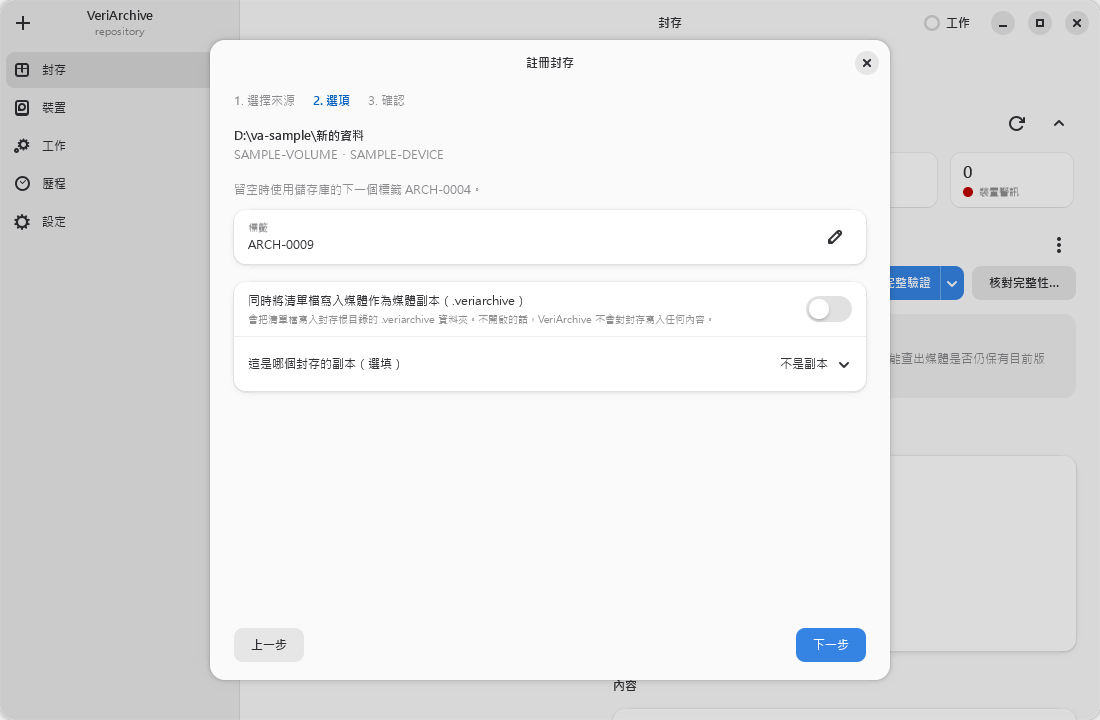 VeriArchive
repository
封存
裝置
工作
歷程
設定
封存
工作
註冊封存
1. 選擇來源
2. 選項
3. 確認
D:\va-sample\新的資料
SAMPLE-VOLUME · SAMPLE-DEVICE
留空時使用儲存庫的下一個標籤 ARCH-0004。
標籤
ARCH-0009
同時將清單檔寫入媒體作為媒體副本（.veriarchive）
會把清單檔寫入封存根目錄的 .veriarchive 資料夾。不開啟的話，VeriArchive 不會對封存寫入任何內容。
這是哪個封存的副本（選填）
不是副本
上一步
下一步
0
裝置警訊
完整驗證
核對完整性...
能查出媒體是否仍保有目前版
內容